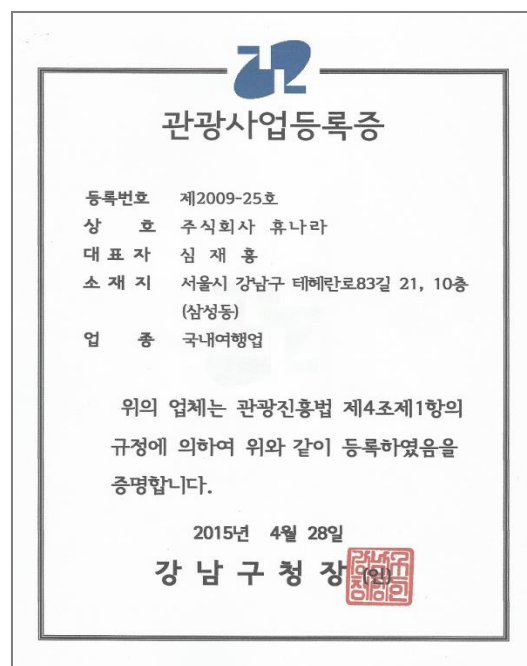 관광사업등록증
등록번호 제2009-25호
상 호 주식회사 휴나라
대 표 자 심 재 홍
소 재 지 서울시 강남구 테헤란로83길 21, 10층
(삼성동)
업 종 국내여행업
위의 업체는 관광진흥법 제4조제1항의
규정에 의하여 위와 같이 등록하였음을
증명합니다.
2015년 4월 28일
강 남 구 청 장 (인)